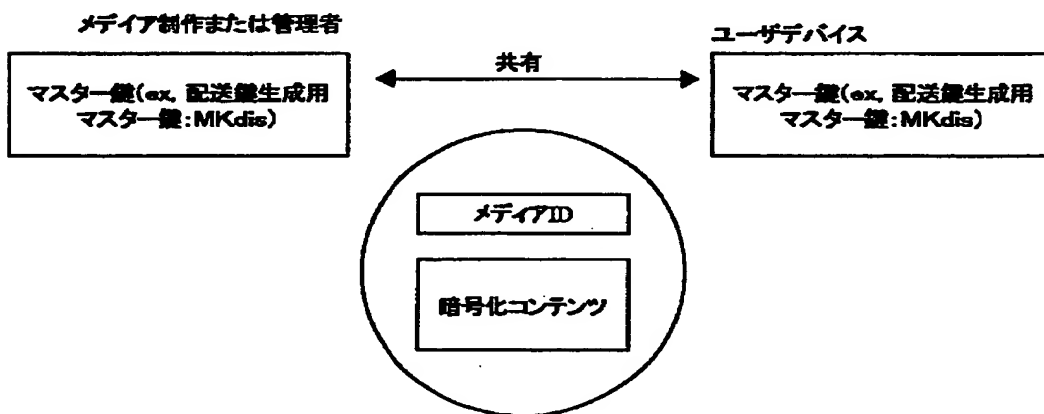 メデイア制作または管理者
ユーザデバイス
共有
マスター鍵(ex, 配送鍵生成用
マスター鍵:MKdis)
マスター鍵(ex, 配送鍵生成用
マスター鍵:MKdis)
メディアID
暗号化コンテンツ